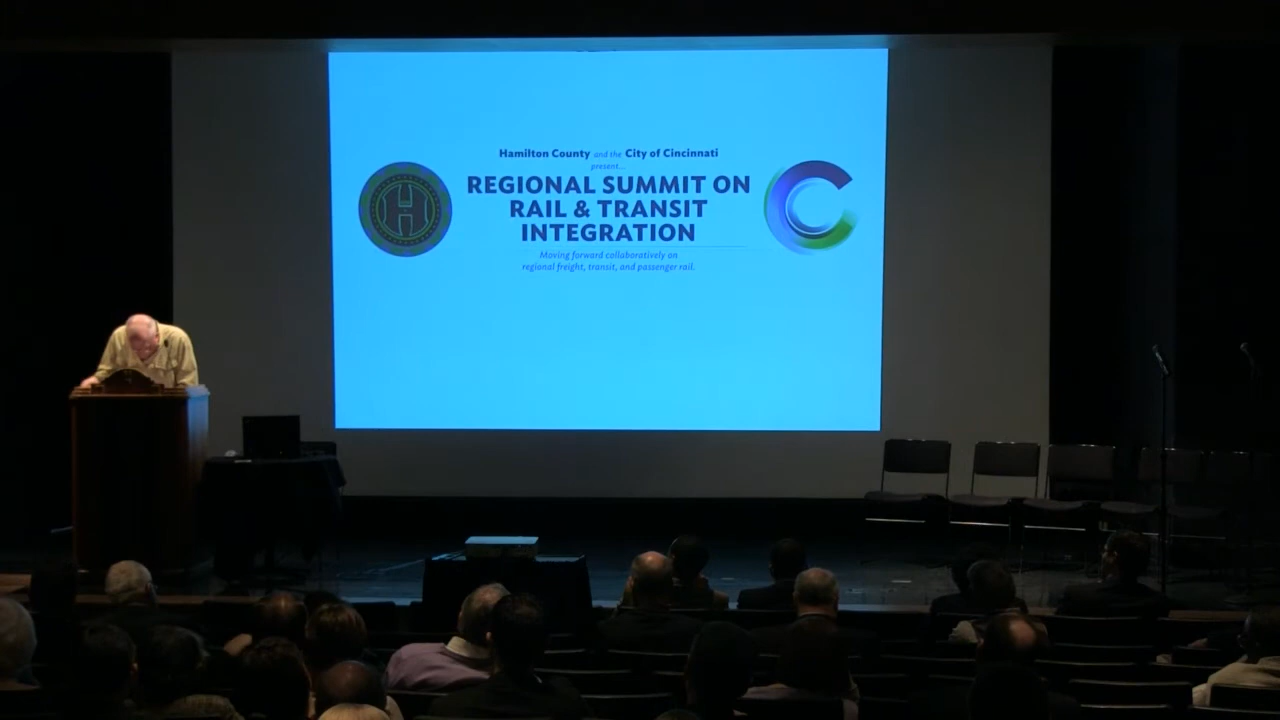 Hamilton County and the City of Cincinnati
present...
REGIONAL SUMMIT ON
RAIL & TRANSIT
INTEGRATION
Moving forward collaboratively on
regional freight, transit, and passenger rail.
H
C